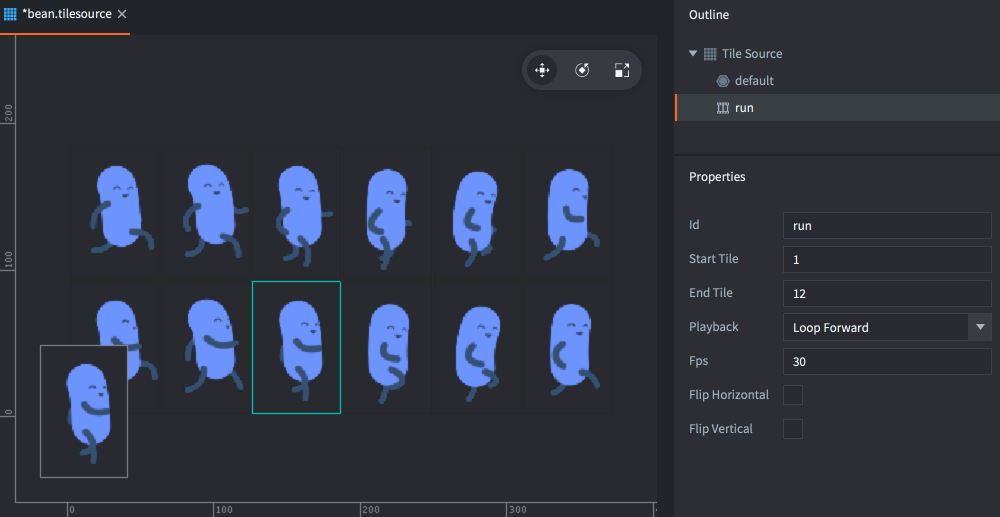 *bean.tilesource ×
200
100
0
0
100
200
300
Outline
Tile Source
default
run
Properties
Id run
Start Tile 1
End Tile 12
Playback Loop Forward
Fps 30
Flip Horizontal
Flip Vertical